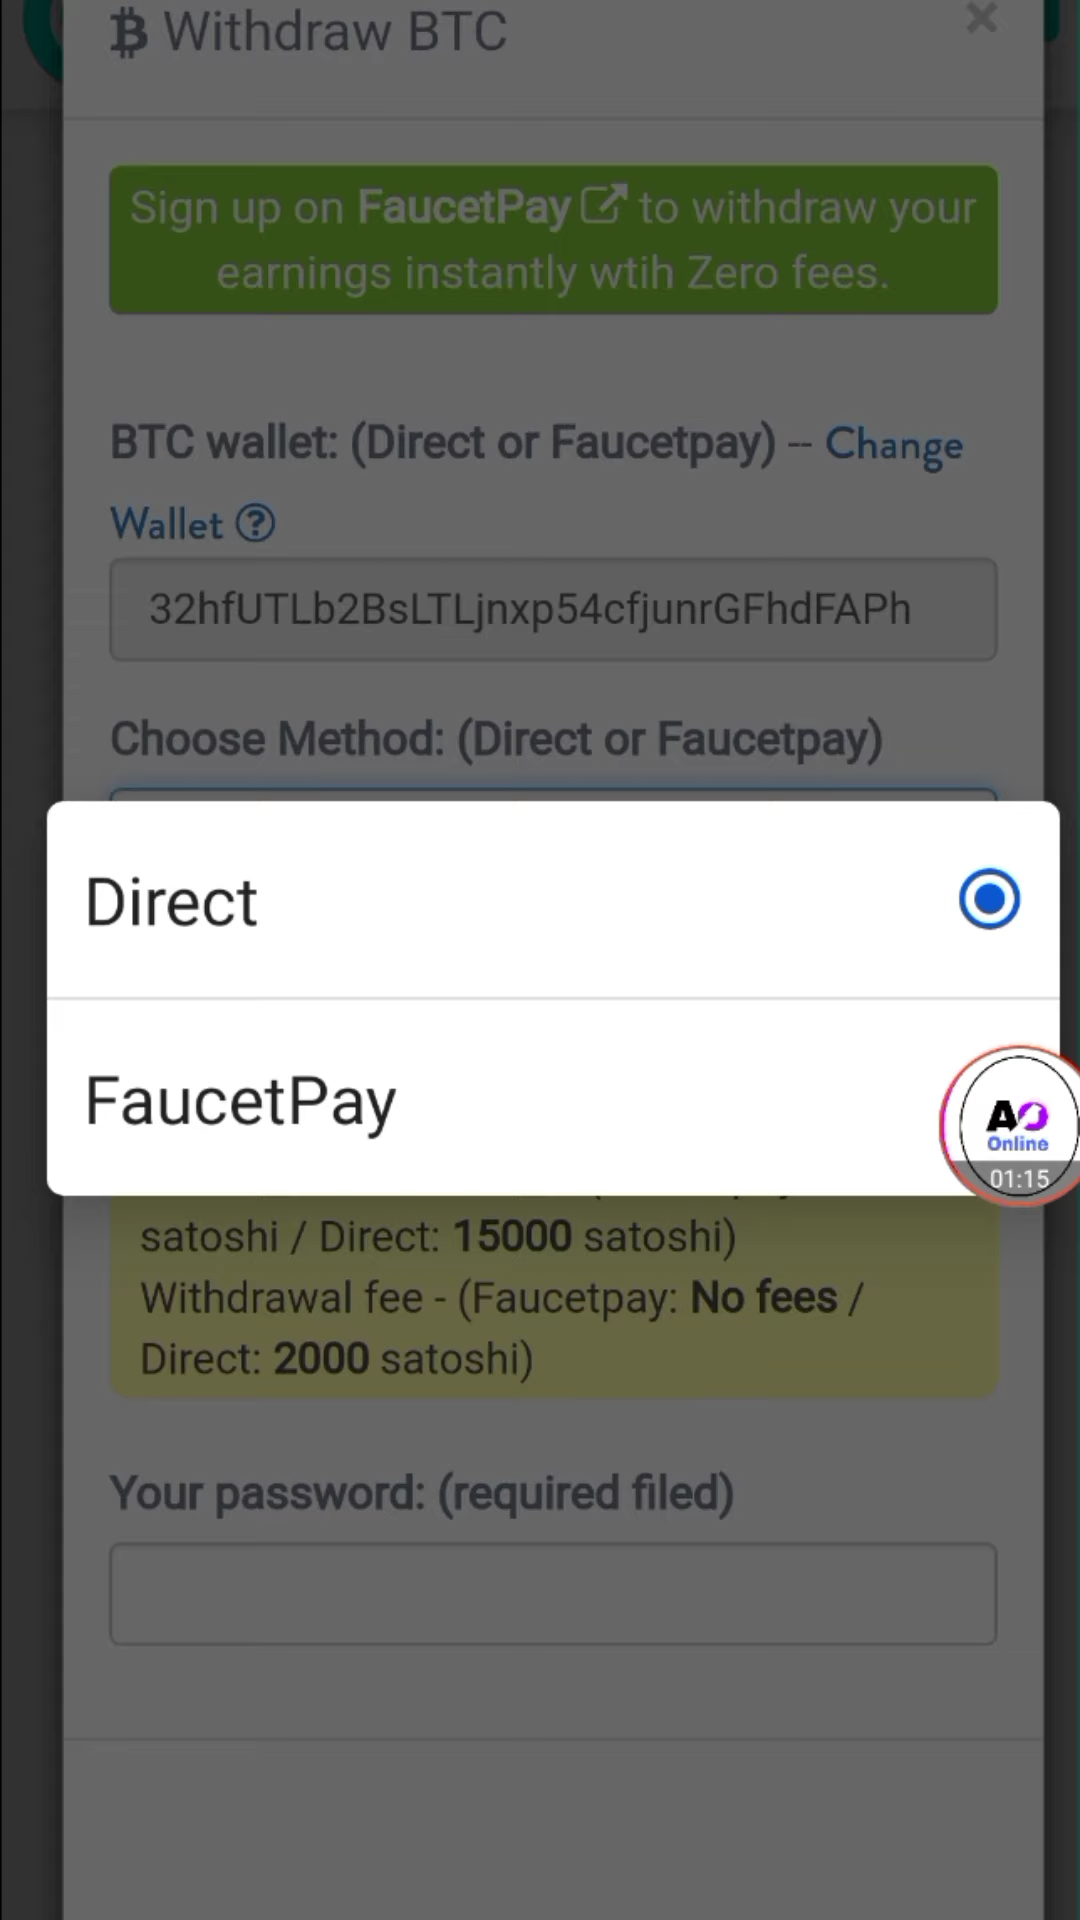 Withdraw BTC
×
Sign up on FaucetPay to withdraw your
earnings instantly wtih Zero fees.
BTC wallet: (Direct or Faucetpay) -- Change
Wallet
32hfUTLb2BsLTLjnxp54cfjunrGFhdFAPh
Choose Method: (Direct or Faucetpay)
Direct
FaucetPay
AO
Online
01:15
satoshi / Direct: 15000 satoshi)
Withdrawal fee - (Faucetpay: No fees /
Direct: 2000 satoshi)
Your password: (required filed)